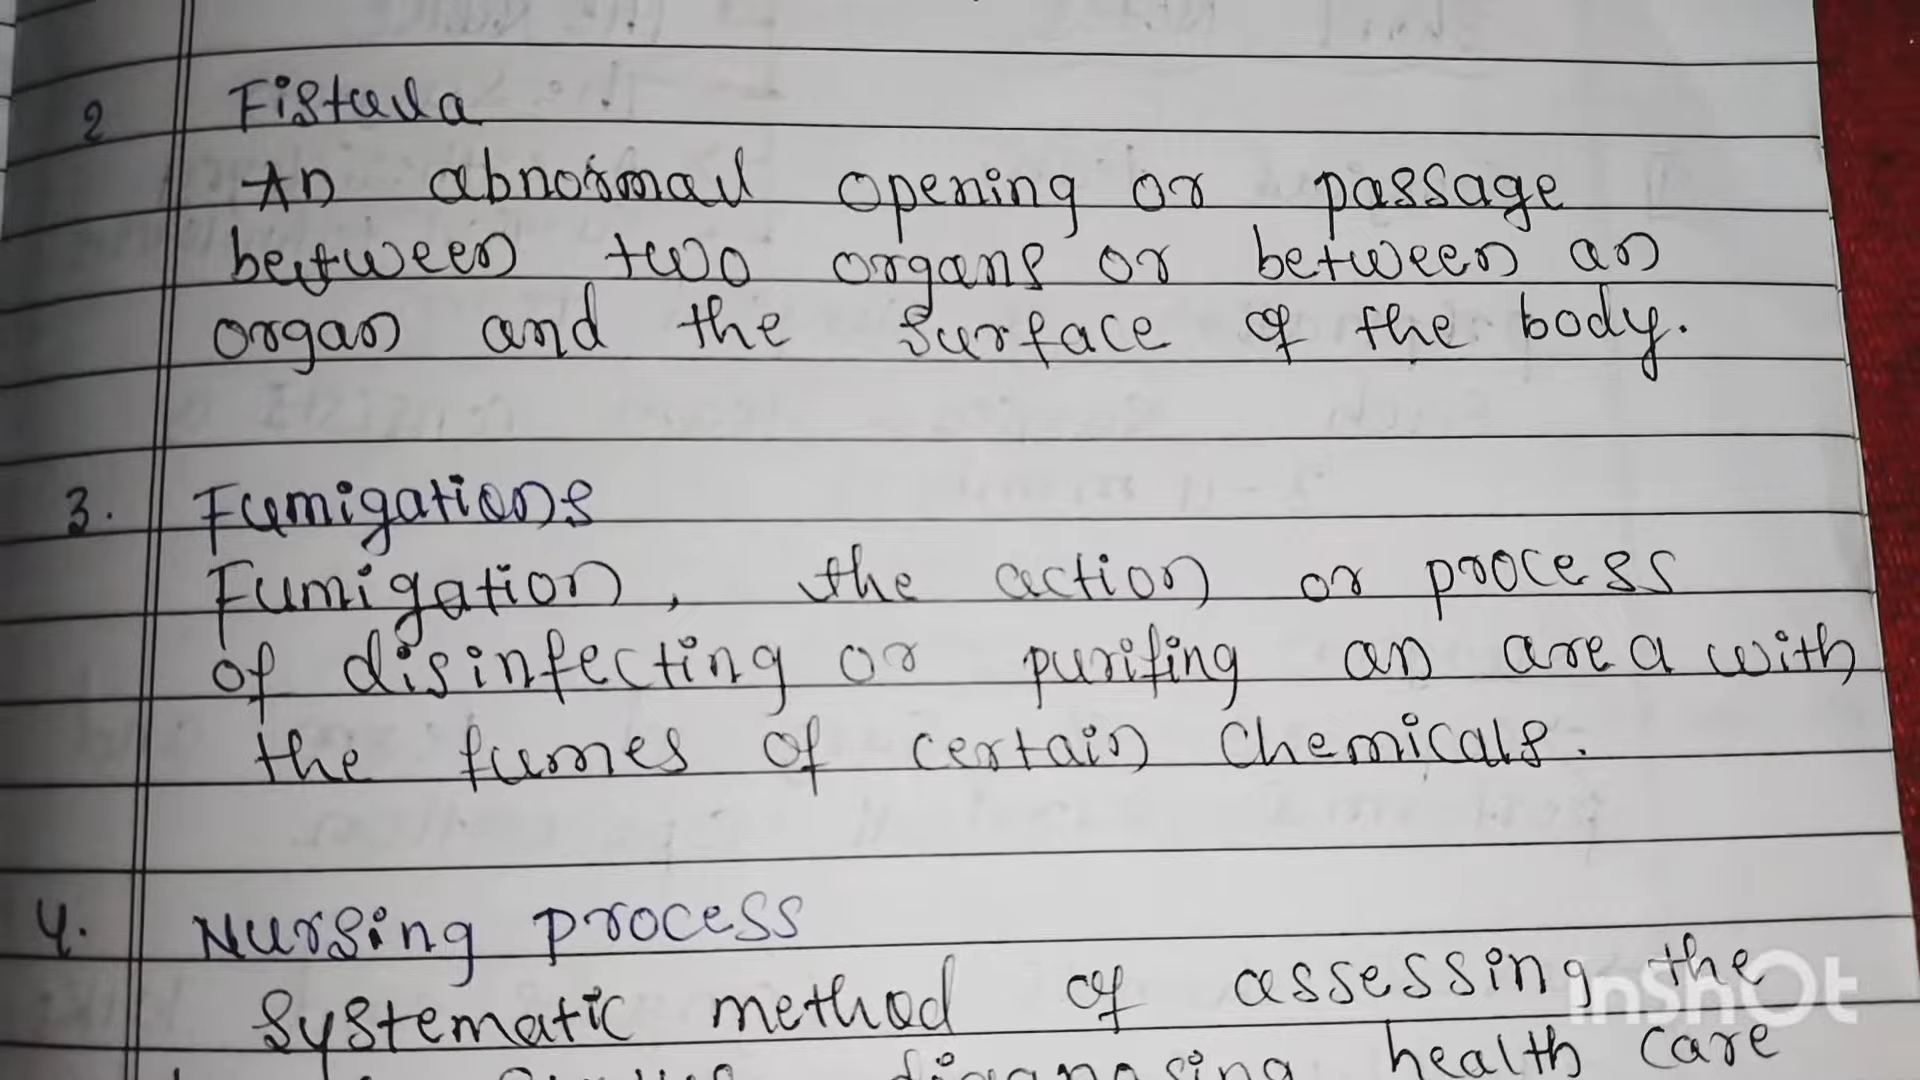 2 Fistula
An abnormal opening or passage
between two organs or between an
organ and the surface of the body.
3. Fumigations
Fumigation, the action or process
of disinfecting or purifing an area with
the fumes of certain chemicals.
4. Nursing process
Systematic method of assessing the
diagnosing health care
InShOt